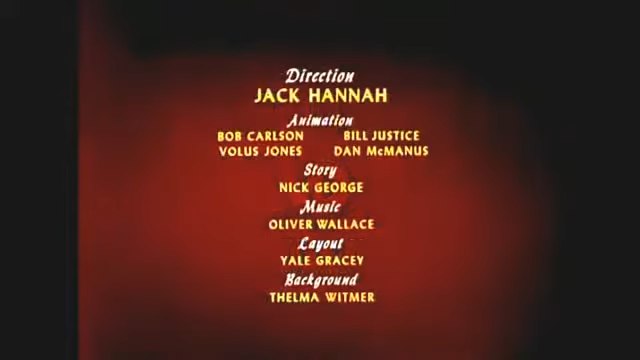 Direction
JACK HANNAH
Animation
BOB CARLSON BILL JUSTICE
VOLUS JONES DAN McMANUS
Story
NICK GEORGE
Music
OLIVER WALLACE
Layout
YALE GRACEY
Background
THELMA WITMER